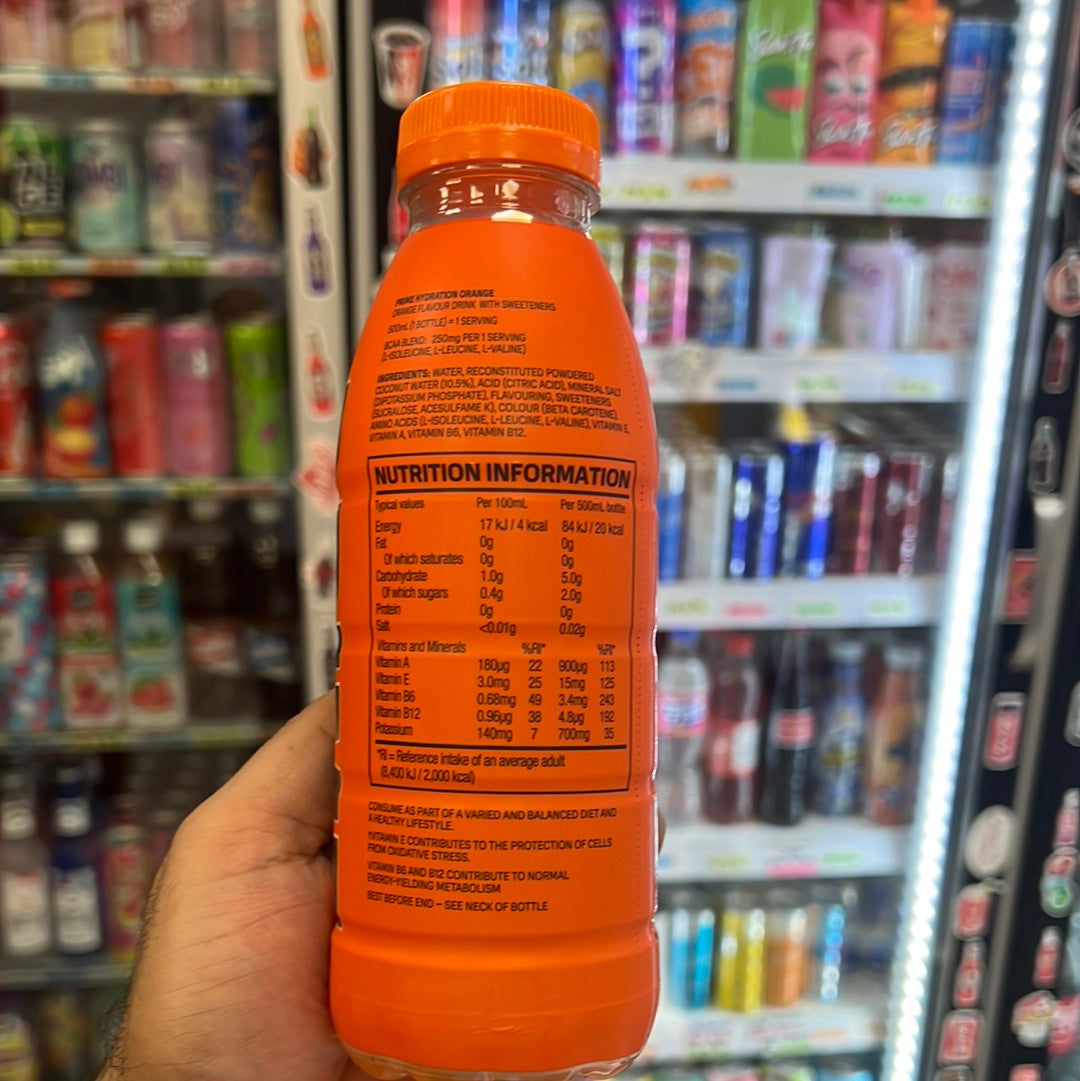 PRIME HYDRATION ORANGE
ORANGE FLAVOUR DRINK WITH SWEETENERS
500mL (1 BOTTLE) = 1 SERVING
BCAA BLEND: 250mg PER 1 SERVING
(L-ISOLEUCINE, L-LEUCINE, L-VALINE)
INGREDIENTS: WATER, RECONSTITUTED POWDERED
COCONUT WATER (10.5%), ACID (CITRIC ACID), MINERAL SALT
(DIPOTASSIUM PHOSPHATE), FLAVOURING, SWEETENERS
(SUCRALOSE, ACESULFAME K), COLOUR (BETA CAROTENE),
AMINO ACIDS (L-ISOLEUCINE, L-LEUCINE, L-VALINE), VITAMIN E,
VITAMIN A, VITAMIN B6, VITAMIN B12.
NUTRITION INFORMATION
Typical values Per 100mL Per 500mL bottle
Energy 17 kJ / 4 kcal 84 kJ / 20 kcal
Fat 0g 0g
Of which saturates 0g 0g
Carbohydrate 1.0g 5.0g
Of which sugars 0.4g 2.0g
Protein 0g 0g
Salt <0.01g 0.02g
Vitamins and Minerals %RI* %RI*
Vitamin A 180µg 22 900µg 113
Vitamin E 3.0mg 25 15mg 125
Vitamin B6 0.68mg 49 3.4mg 243
Vitamin B12 0.96µg 38 4.8µg 192
Potassium 140mg 7 700mg 35
*RI = Reference Intake of an average adult
(8,400 kJ / 2,000 kcal)
CONSUME AS PART OF A VARIED AND BALANCED DIET AND
A HEALTHY LIFESTYLE.
†VITAMIN E CONTRIBUTES TO THE PROTECTION OF CELLS
FROM OXIDATIVE STRESS.
VITAMIN B6 AND B12 CONTRIBUTE TO NORMAL
ENERGY-YIELDING METABOLISM
BEST BEFORE END – SEE NECK OF BOTTLE